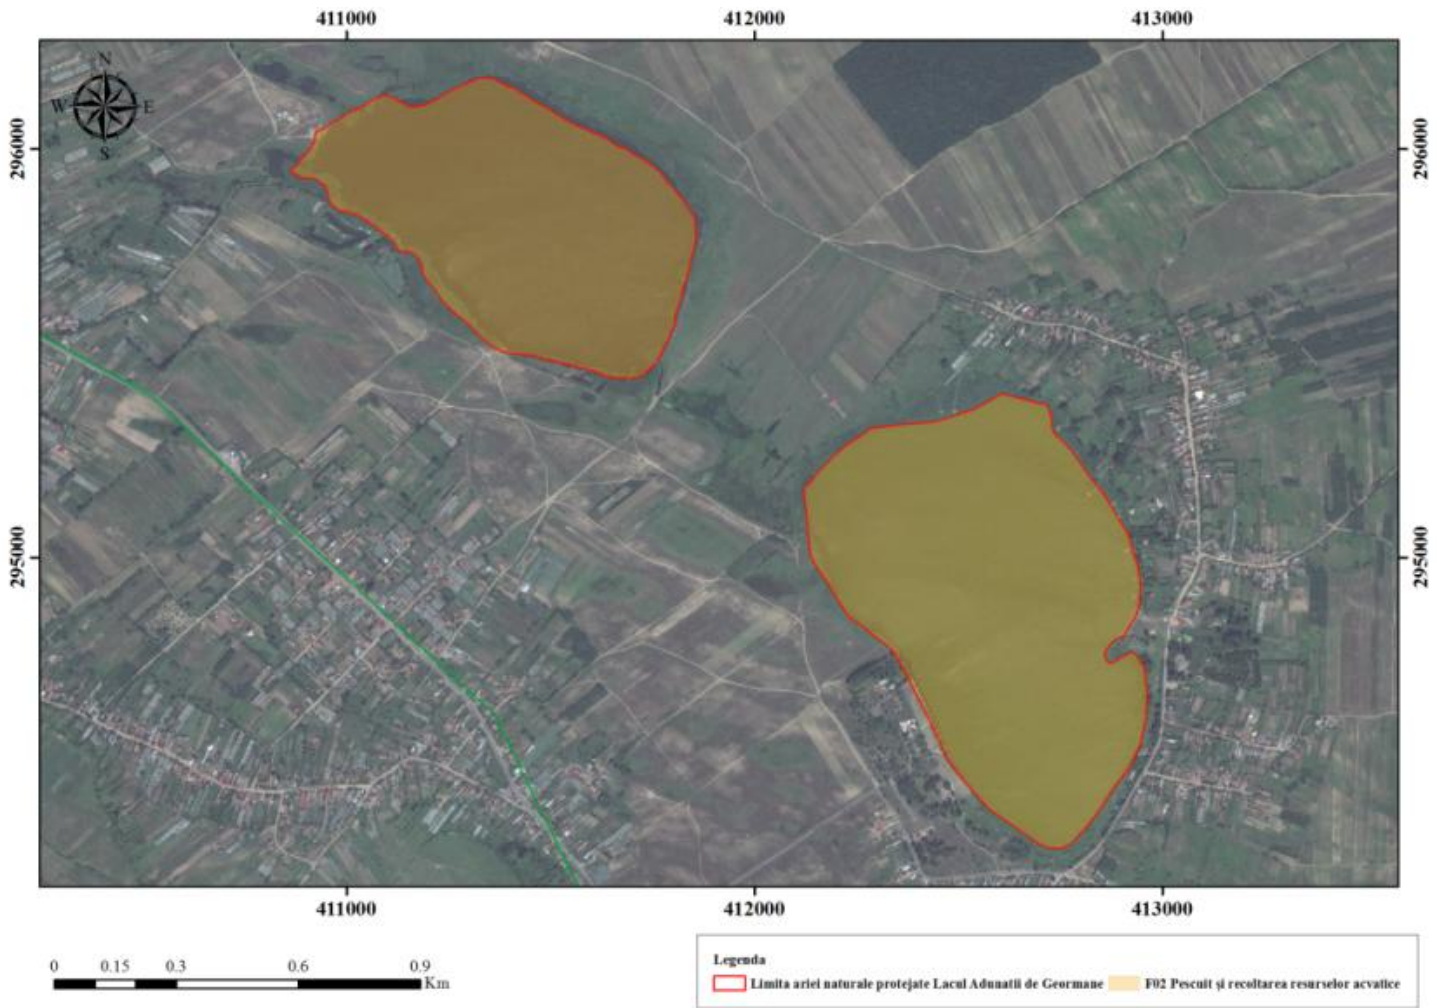 411000 412000 413000
N
W E
S
296000 296000
295000 295000
411000 412000 413000
0 0.15 0.3 0.6 0.9
Km
Legenda
Limita ariei naturale protejate Lacul Adunatii de Geormane F02 Pescuit și recoltarea resurselor acvatice